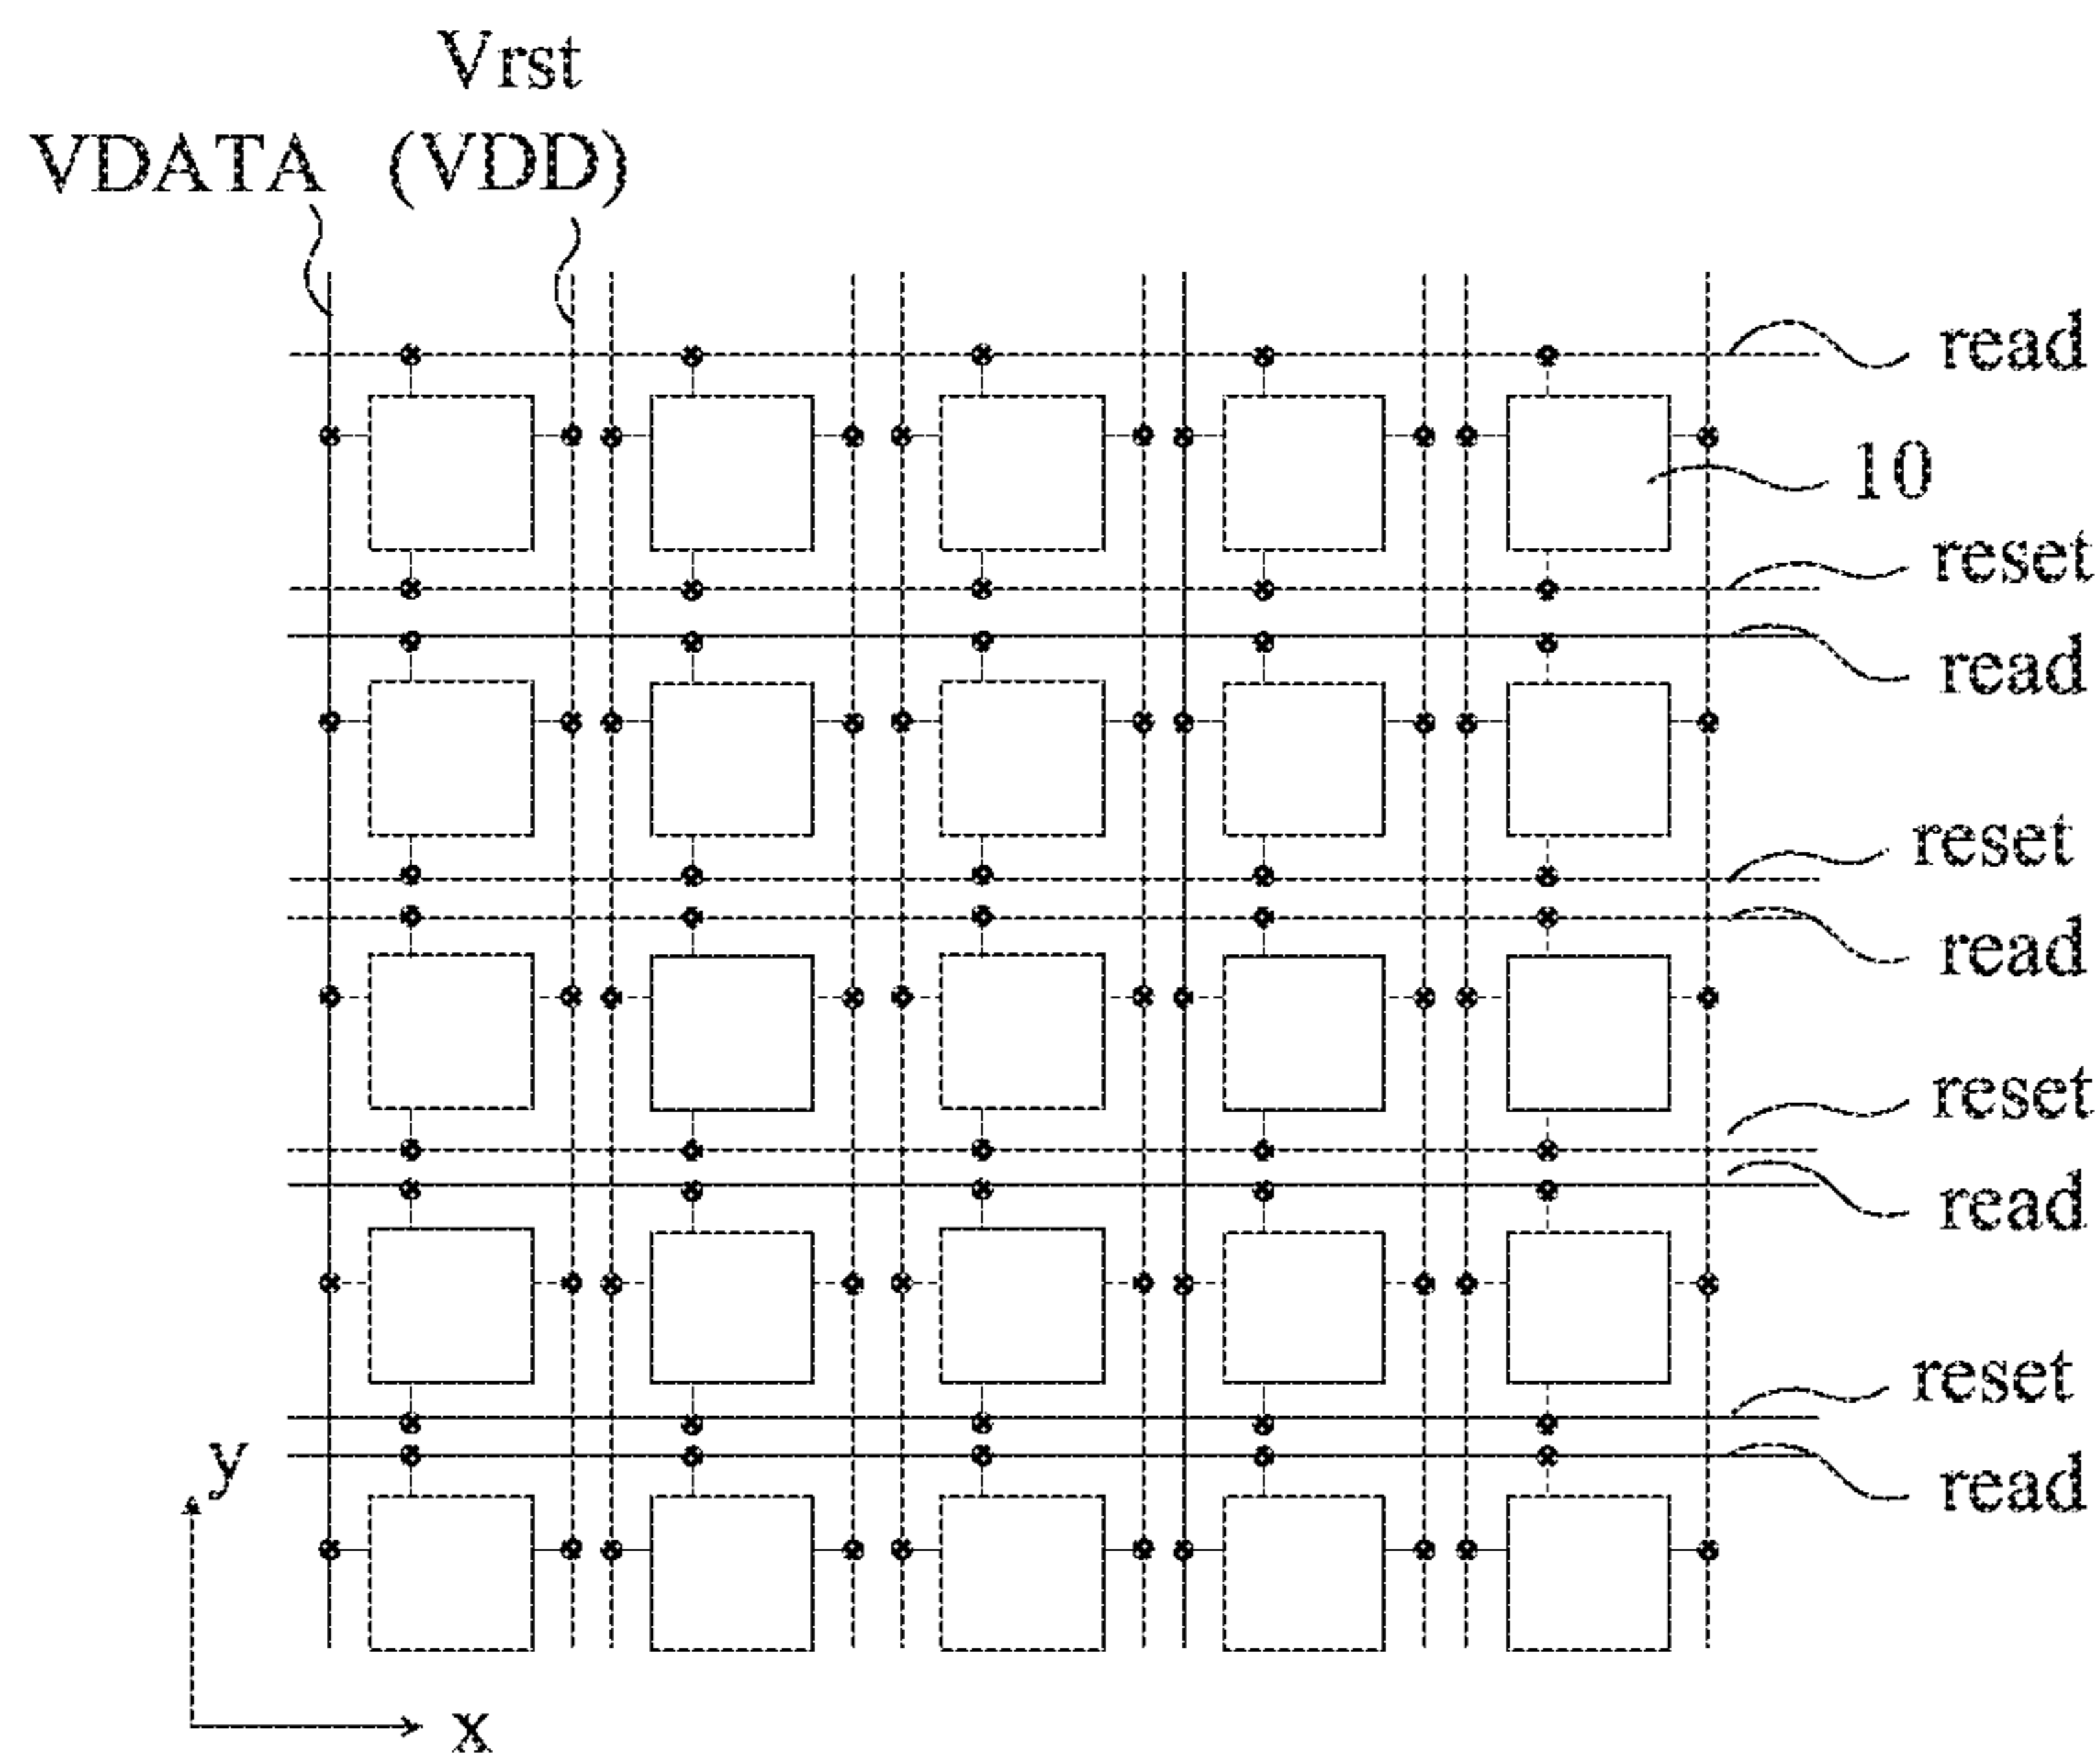 Vrst
VDATA (VDD)
read
10
reset
read
reset
read
reset
read
reset
y
read
x